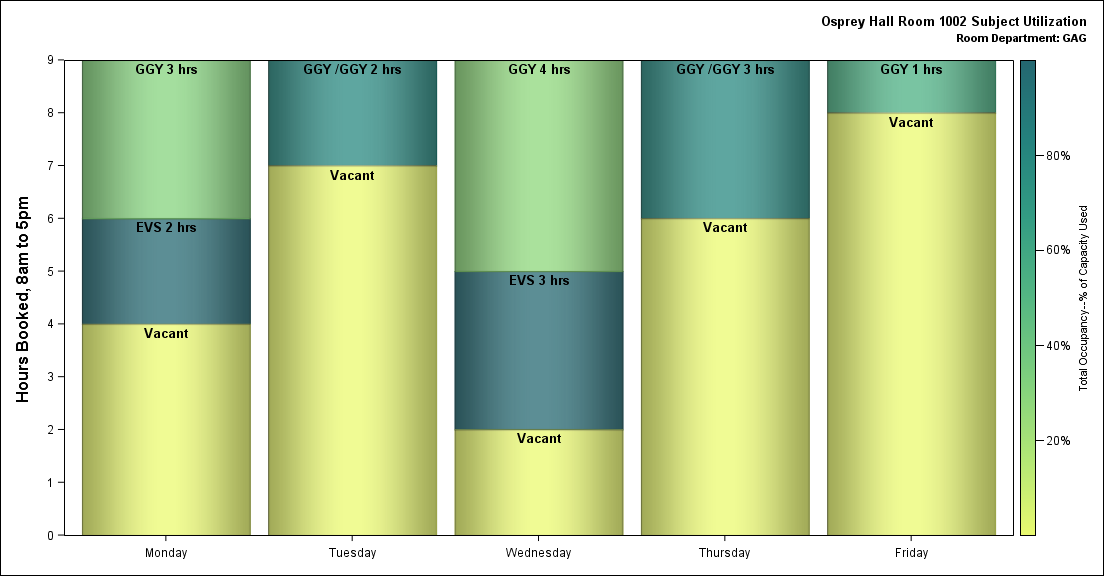 Osprey Hall Room 1002 Subject Utilization
Room Department: GAG
Hours Booked, 8am to 5pm
9
8
7
6
5
4
3
2
1
0
GGY 3 hrs
EVS 2 hrs
Vacant
GGY /GGY 2 hrs
Vacant
GGY 4 hrs
EVS 3 hrs
Vacant
GGY /GGY 3 hrs
Vacant
GGY 1 hrs
Vacant
Monday
Tuesday
Wednesday
Thursday
Friday
80%
60%
40%
20%
Total Occupancy--% of Capacity Used